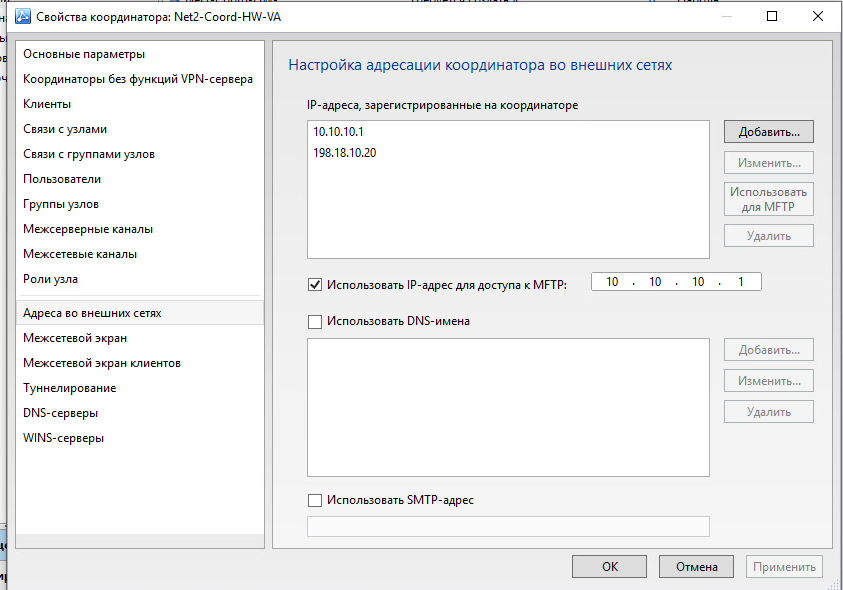 Свойства координатора: Net2-Coord-HW-VA
Основные параметры
Координаторы без функций VPN-сервера
Клиенты
Связи с узлами
Связи с группами узлов
Пользователи
Группы узлов
Межсерверные каналы
Межсетевые каналы
Роли узла
Адреса во внешних сетях
Межсетевой экран
Межсетевой экран клиентов
Туннелирование
DNS-серверы
WINS-серверы
Настройка адресации координатора во внешних сетях
IP-адреса, зарегистрированные на координаторе
10.10.10.1
198.18.10.20
Добавить...
Изменить...
Использовать
для MFTP
Удалить
Использовать IP-адрес для доступа к MFTP: 10 . 10 . 10 . 1
Использовать DNS-имена
Добавить...
Изменить...
Удалить
Использовать SMTP-адрес
OK Отмена Применить